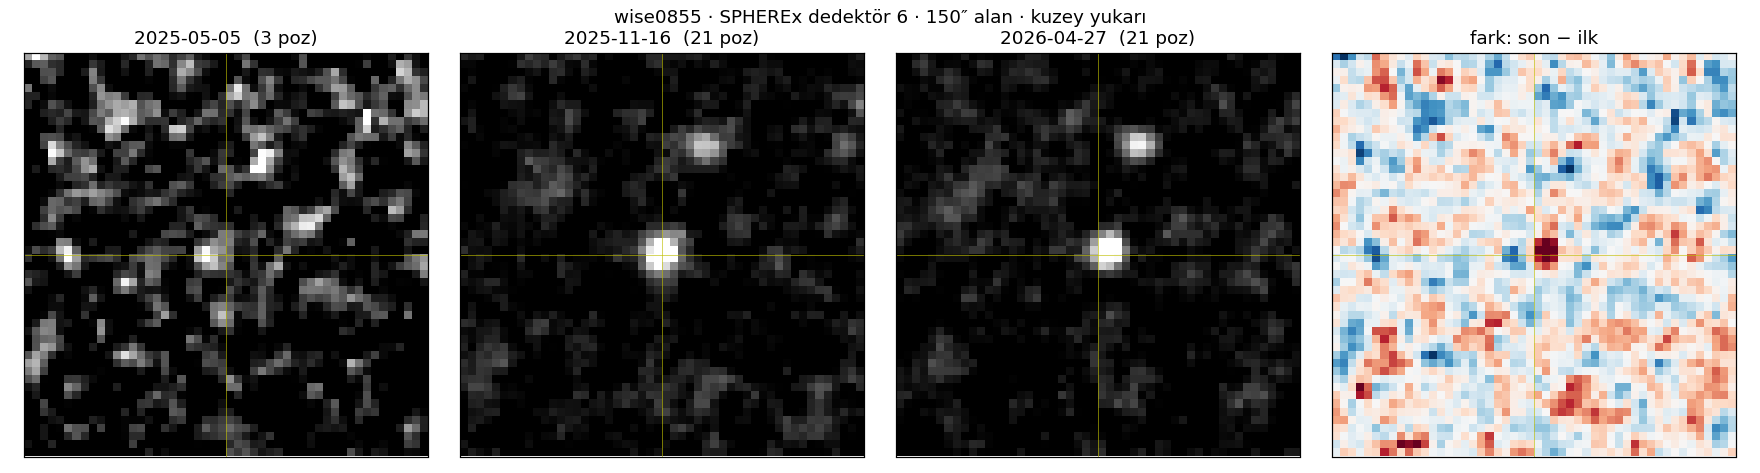 wise0855 · SPHEREx dedektör 6 · 150″ alan · kuzey yukarı
2025-05-05 (3 poz)
2025-11-16 (21 poz)
2026-04-27 (21 poz)
fark: son − ilk